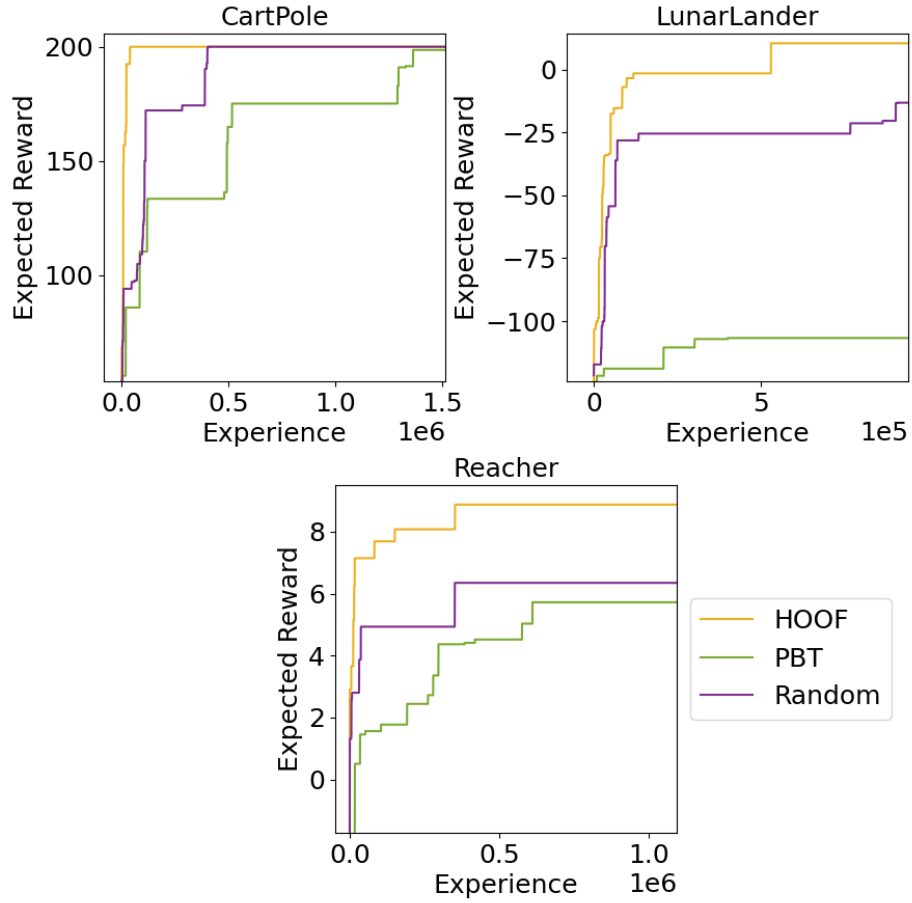 CartPole
200
150
100
Expected Reward
0.0 0.5 1.0 1.5
Experience 1e6
LunarLander
0
−25
−50
−75
−100
Expected Reward
0 5
Experience 1e5
Reacher
8
6
4
2
0
Expected Reward
0.0 0.5 1.0
Experience 1e6
HOOF
PBT
Random